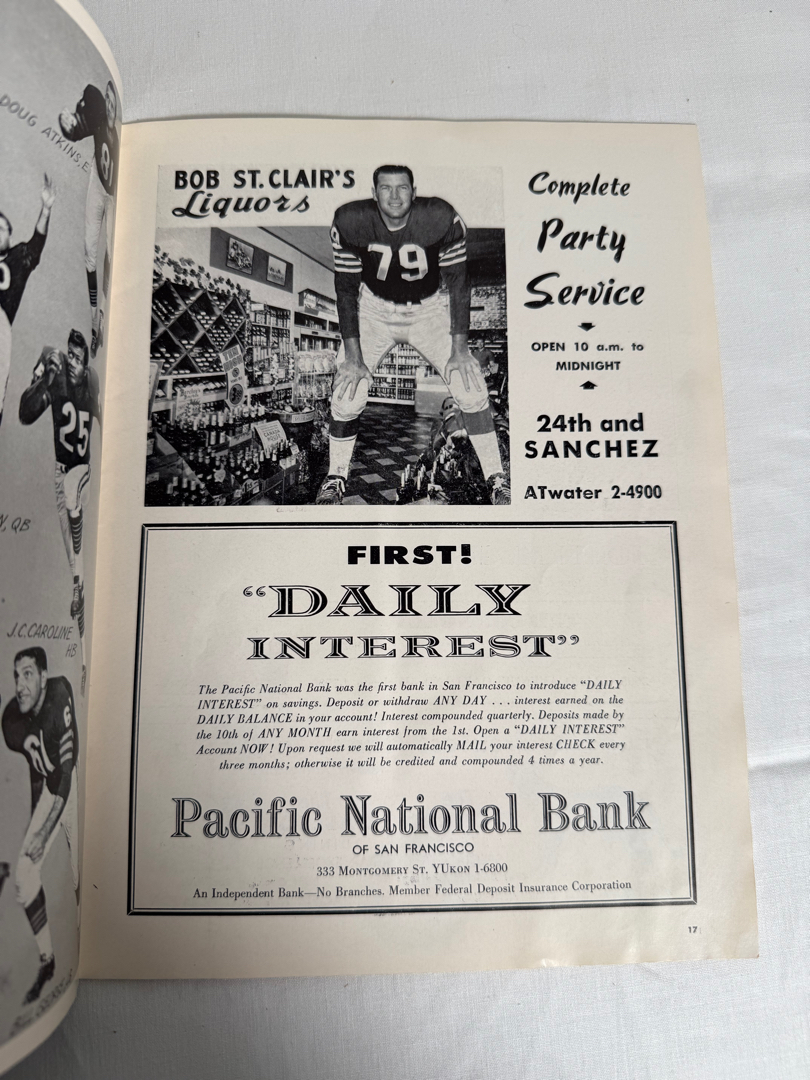 DOUG ATKINS, E
81
25
, QB
J.C. CAROLINE
HB
61
BOB ST. CLAIR'S
Liquors
79
79
Complete
Party
Service
OPEN 10 a.m. to
MIDNIGHT
24th and
SANCHEZ
ATwater 2-4900
FIRST!
“DAILY
INTEREST”
The Pacific National Bank was the first bank in San Francisco to introduce “DAILY
INTEREST” on savings. Deposit or withdraw ANY DAY . . . interest earned on the
DAILY BALANCE in your account! Interest compounded quarterly. Deposits made by
the 10th of ANY MONTH earn interest from the 1st. Open a “DAILY INTEREST”
Account NOW! Upon request we will automatically MAIL your interest CHECK every
three months; otherwise it will be credited and compounded 4 times a year.
Pacific National Bank
OF SAN FRANCISCO
333 MONTGOMERY ST. YUKON 1-6800
An Independent Bank—No Branches. Member Federal Deposit Insurance Corporation
17